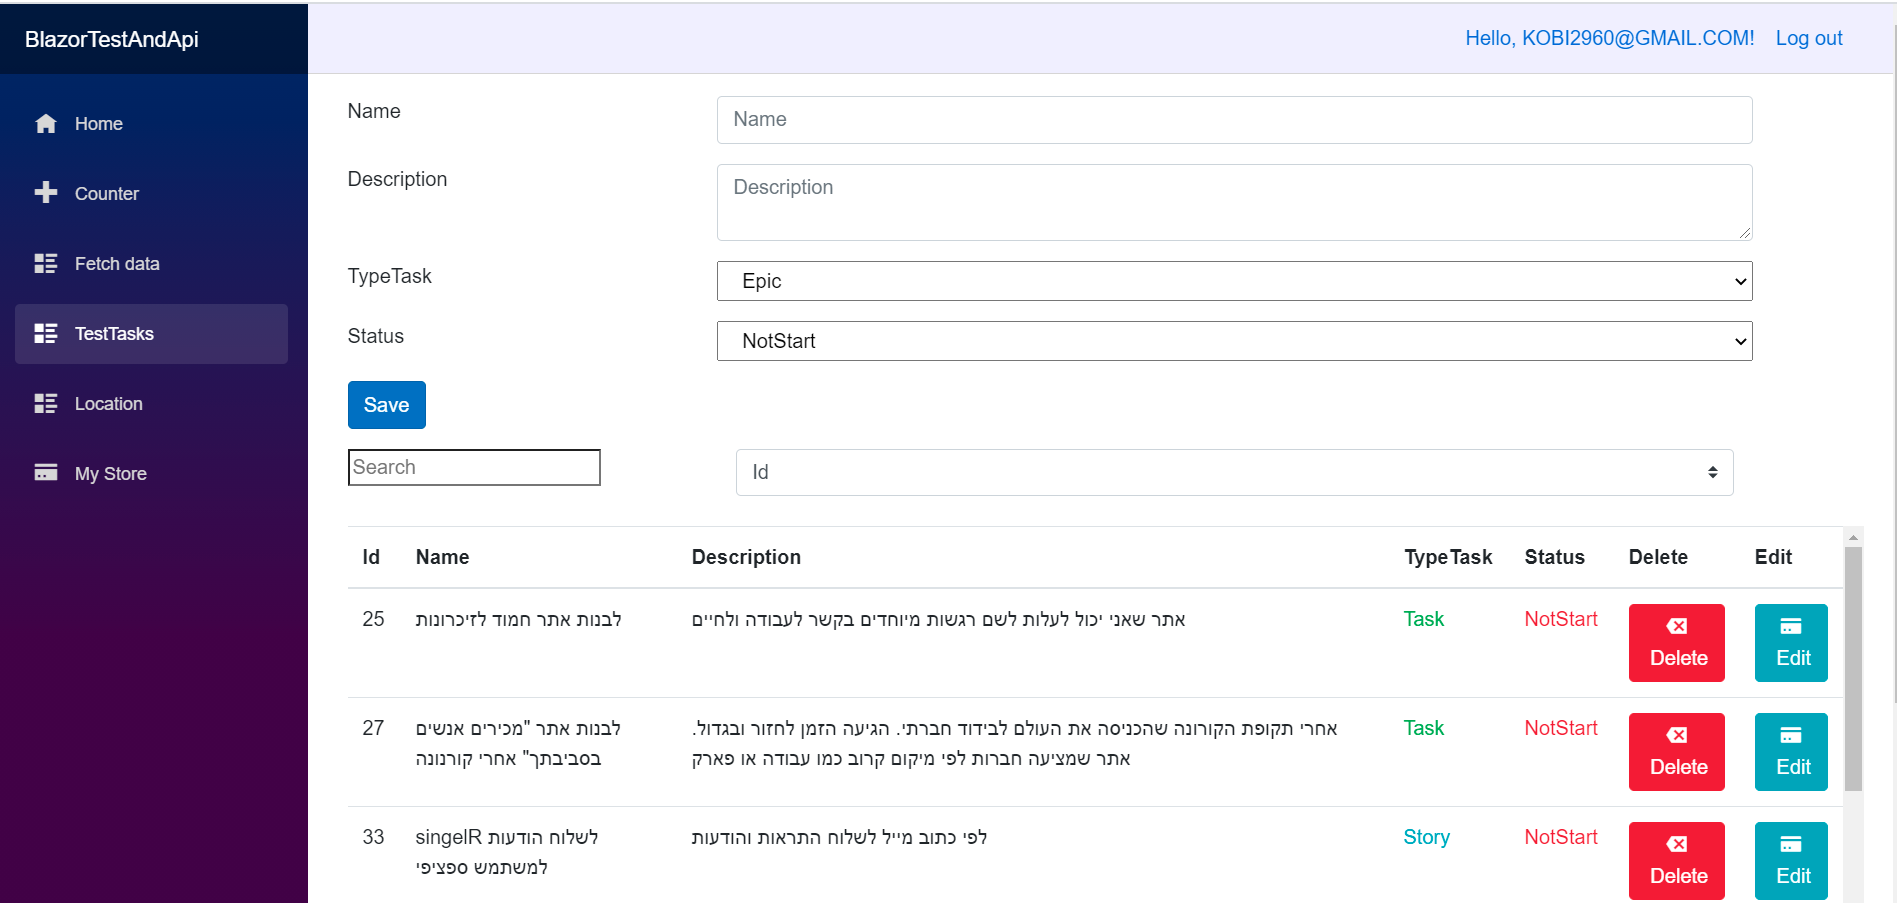 BlazorTestAndApi
Hello, KOBI2960@GMAIL.COM! Log out
Home
Counter
Fetch data
TestTasks
Location
My Store
Name
Name
Description
Description
TypeTask
Epic
Status
NotStart
Save
Search
Id
Id Name Description TypeTask Status Delete Edit
25 לבנות אתר חמוד לזיכרונות אתר שאני יכול לעלות לשם רגשות מיוחדים בקשר לעבודה ולחיים Task NotStart
Delete Edit
27 לבנות אתר "מכירים אנשים אחרי תקופת הקורונה שהכניסה את העולם לבידוד חברתי. הגיעה הזמן לחזור ובגדול. Task NotStart
בסביבתך" אחרי קורנונה אתר שמציעה חברות לפי מיקום קרוב כמו עבודה או פארק
Delete Edit
33 singelR לשלוח הודעות לפי כתוב מייל לשלוח התראות והודעות Story NotStart
למשתמש ספציפי
Delete Edit